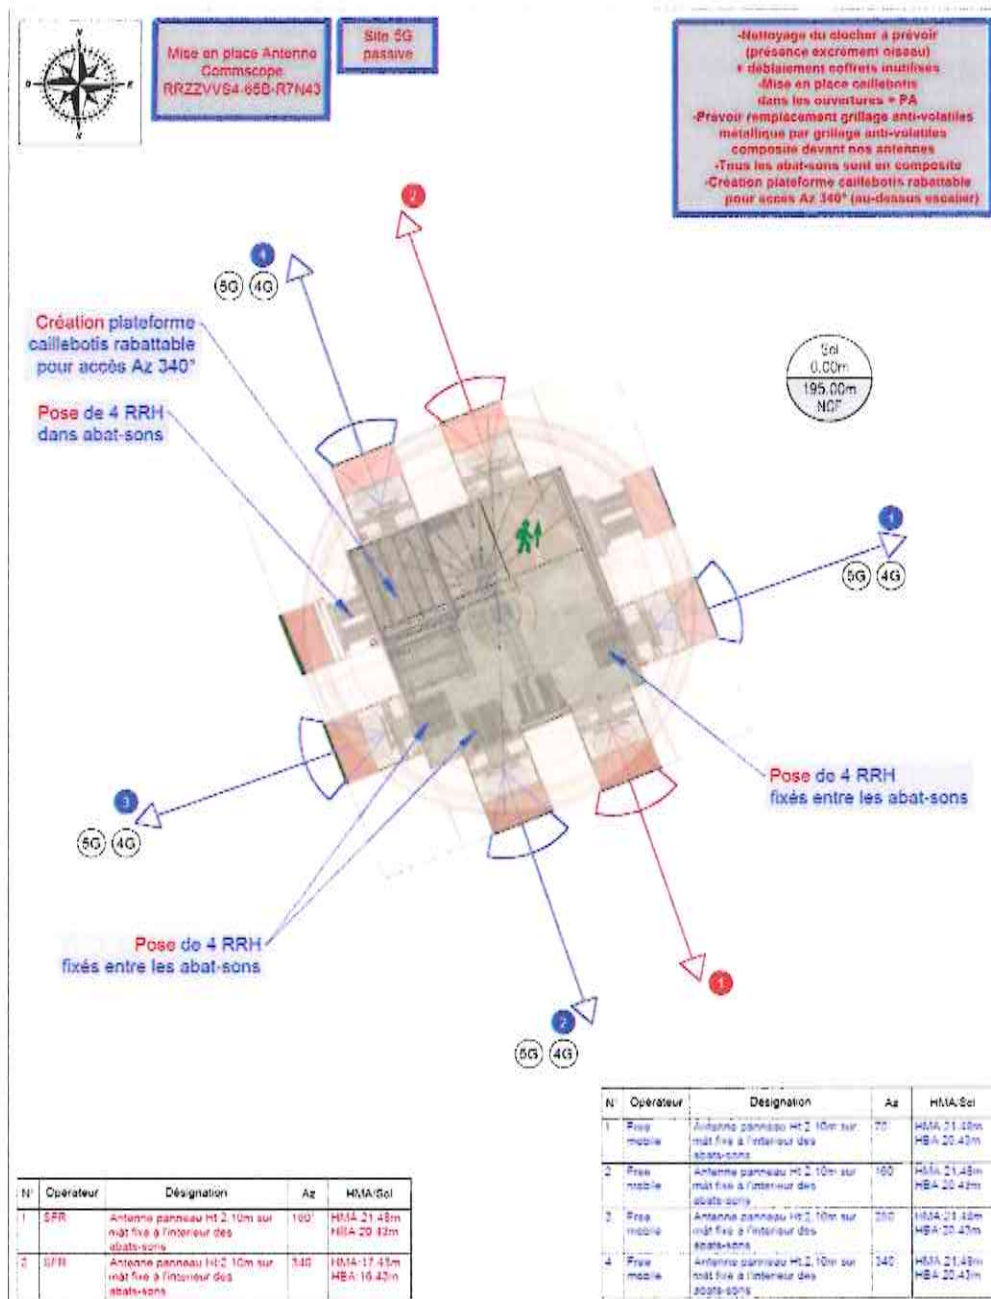 N
O
E
Mise en place Antenne
Commscope
RRZZVVS4-65B-R7N43
Site 5G
passive
-Nettoyage du clocher à prévoir
(présence excrément oiseau)
+ déblaiement coffrets inutilisés
-Mise en place caillebotis
dans les ouvertures + PA
-Prévoir remplacement grillage anti-volatiles
métallique par grillage anti-volatiles
composite devant nos antennes
-Tous les abat-sons sont en composite
-Création plateforme caillebotis rabattable
pour accès Az 340° (au-dessus escalier)
2
4
5G 4G
Création plateforme
caillebotis rabattable
pour accès Az 340°
Pose de 4 RRH
dans abat-sons
Sol
0.00m
195.00m
NGF
1
5G 4G
Pose de 4 RRH
fixés entre les abat-sons
3
5G 4G
Pose de 4 RRH
fixés entre les abat-sons
1
2
5G 4G
N° Opérateur Désignation Az HMA/Sol
1 Free Antenne panneau Ht 2.10m sur 70° HMA:21.48m
mobile mât fixé à l'intérieur des HBA:20.43m
abats-sons
2 Free Antenne panneau Ht 2.10m sur 160° HMA:21.48m
mobile mât fixé à l'intérieur des HBA:20.43m
abats-sons
3 Free Antenne panneau Ht 2.10m sur 250° HMA:21.48m
mobile mât fixé à l'intérieur des HBA:20.43m
abats-sons
4 Free Antenne panneau Ht 2.10m sur 340° HMA:21.48m
mobile mât fixé à l'intérieur des HBA:20.43m
abats-sons
N° Opérateur Désignation Az HMA/Sol
1 SFR Antenne panneau Ht 2.10m sur 160° HMA:21.48m
mât fixé à l'intérieur des HBA:20.43m
abats-sons
2 SFR Antenne panneau Ht 2.10m sur 340° HMA:17.43m
mât fixé à l'intérieur des HBA:16.43m
abats-sons